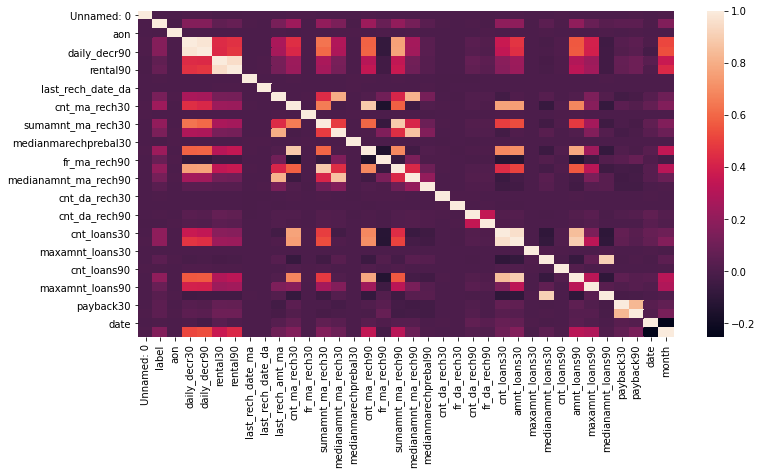 Unnamed: 0
aon
daily_decr90
rental90
last_rech_date_da
cnt_ma_rech30
sumamnt_ma_rech30
medianmarechprebal30
fr_ma_rech90
medianamnt_ma_rech90
cnt_da_rech30
cnt_da_rech90
cnt_loans30
maxamnt_loans30
cnt_loans90
maxamnt_loans90
payback30
date
Unnamed: 0
label
aon
daily_decr30
daily_decr90
rental30
rental90
last_rech_date_ma
last_rech_date_da
last_rech_amt_ma
cnt_ma_rech30
fr_ma_rech30
sumamnt_ma_rech30
medianamnt_ma_rech30
medianmarechprebal30
cnt_ma_rech90
fr_ma_rech90
sumamnt_ma_rech90
medianamnt_ma_rech90
medianmarechprebal90
cnt_da_rech30
fr_da_rech30
cnt_da_rech90
fr_da_rech90
cnt_loans30
amnt_loans30
maxamnt_loans30
medianamnt_loans30
cnt_loans90
amnt_loans90
maxamnt_loans90
medianamnt_loans90
payback30
payback90
date
month
1.0
0.8
0.6
0.4
0.2
0.0
−0.2